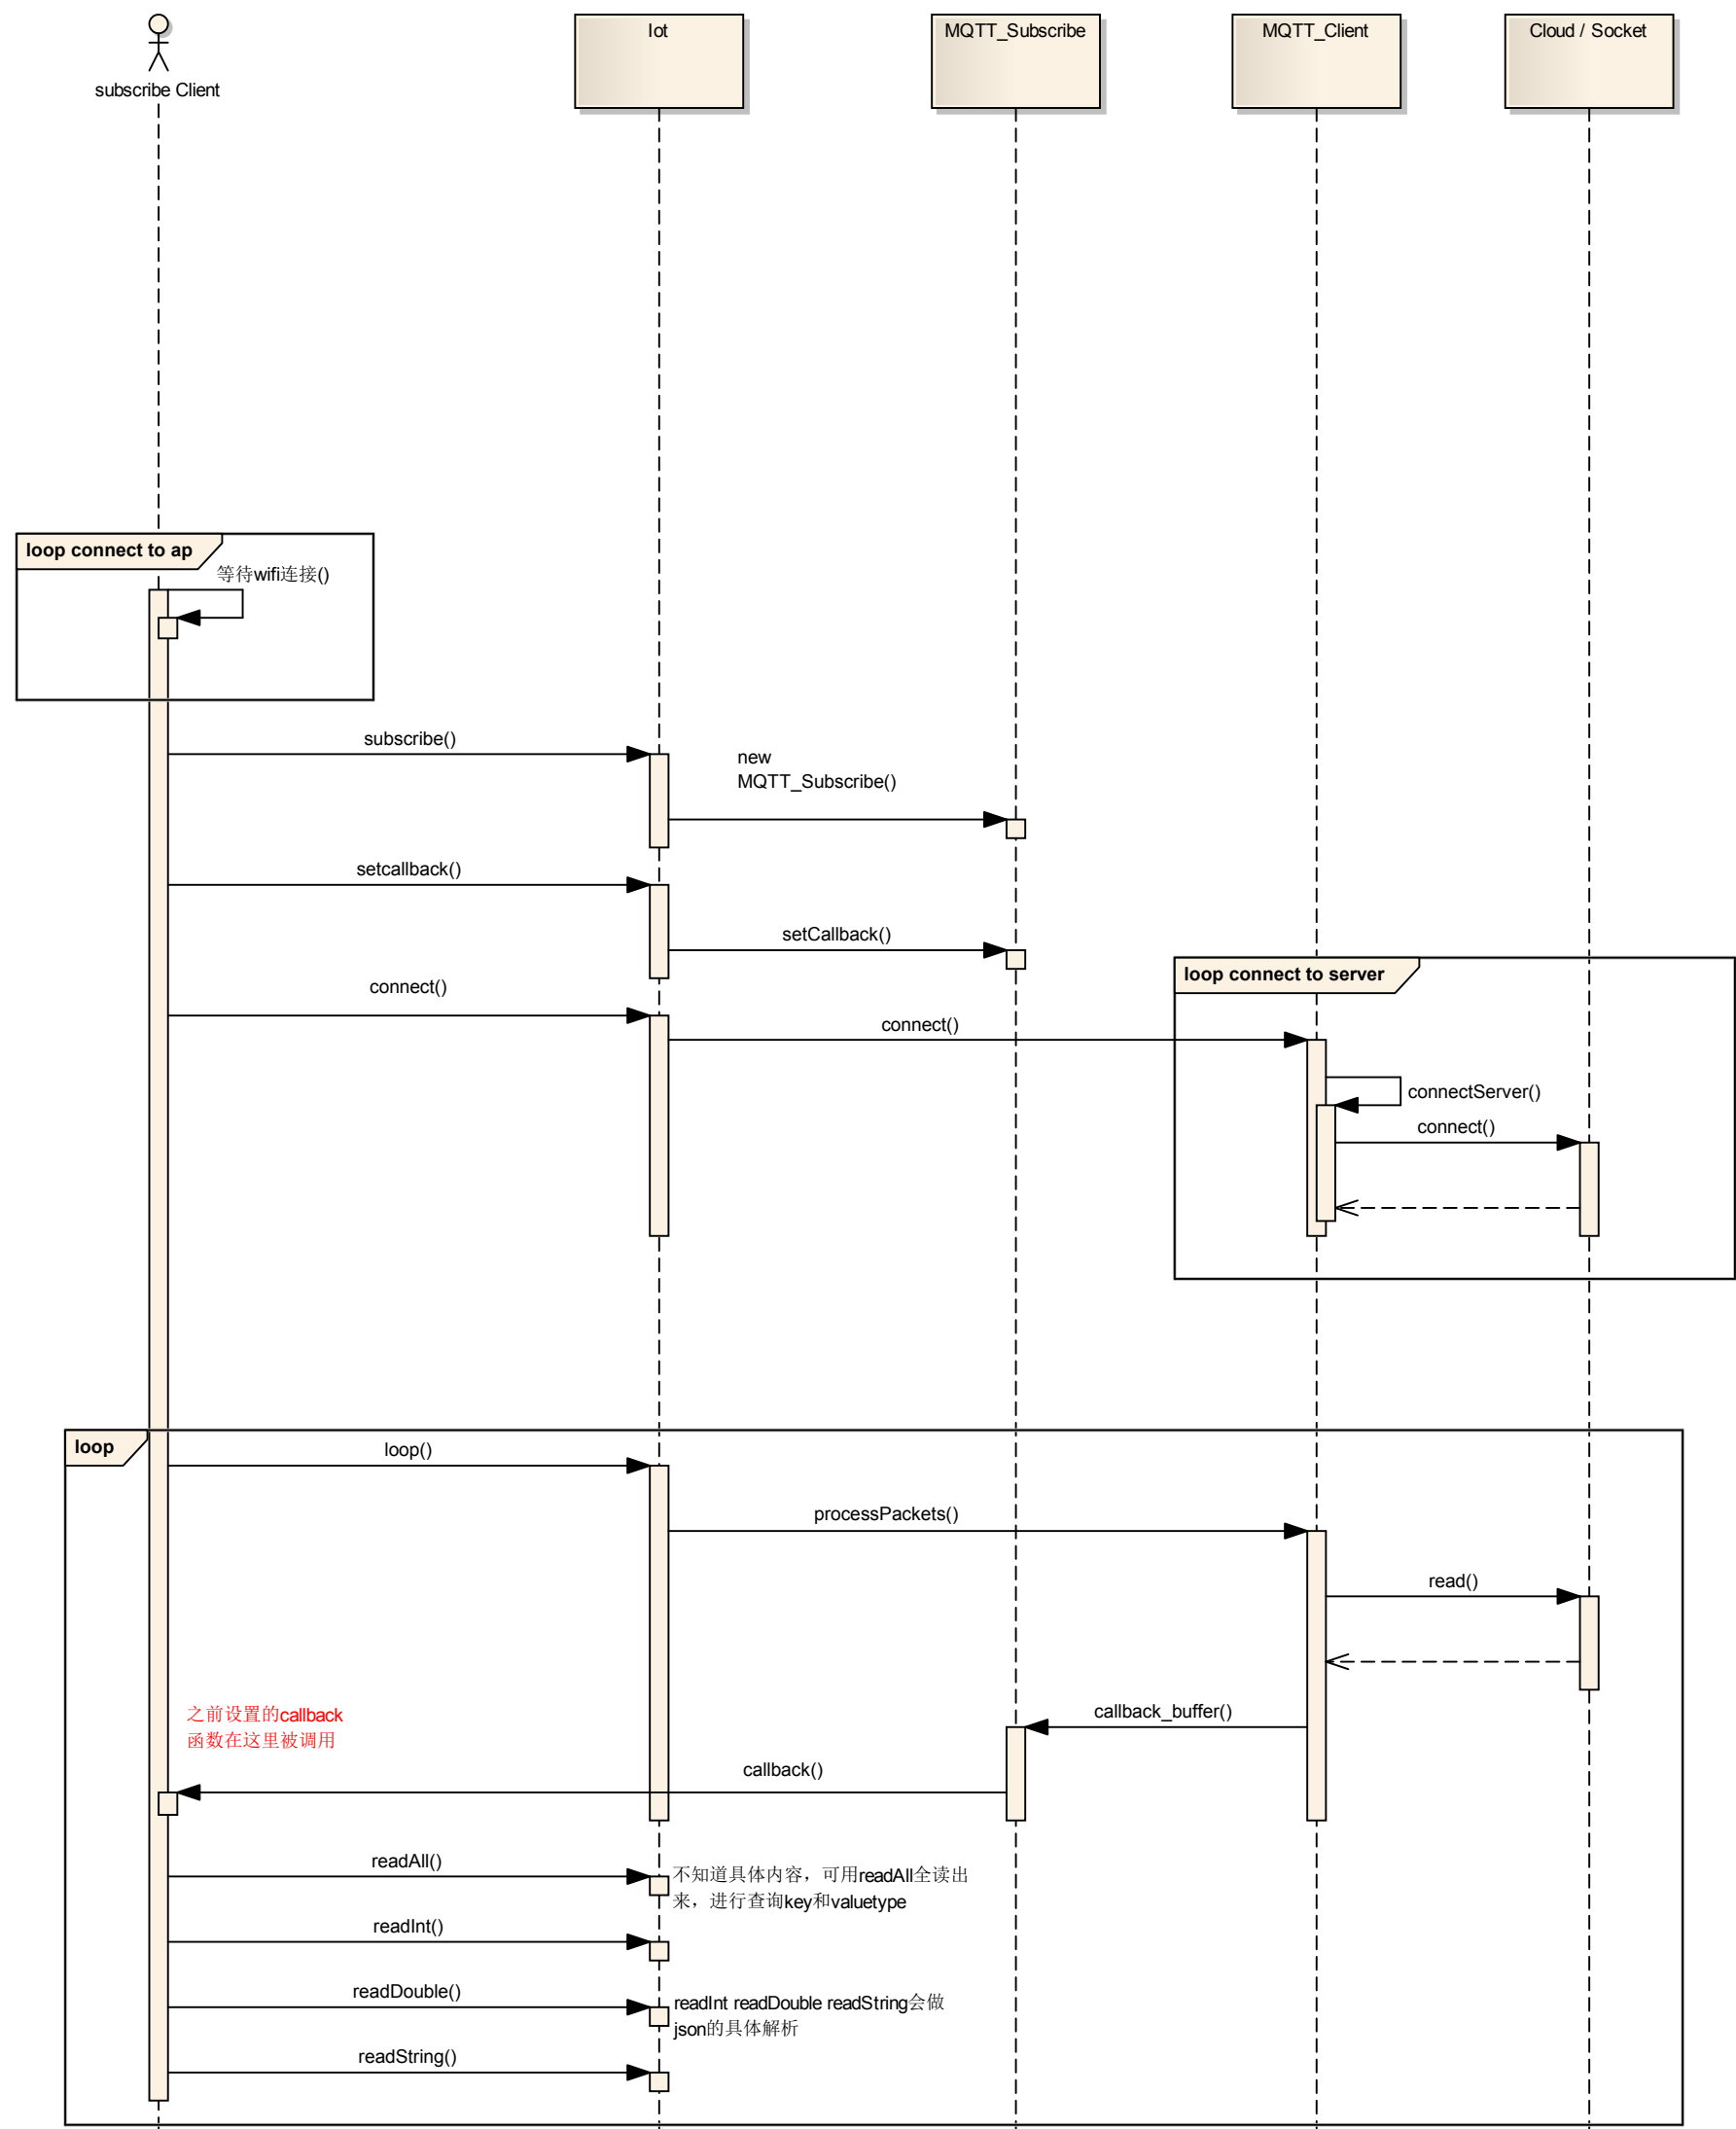 subscribe Client
Iot
MQTT_Subscribe
MQTT_Client
Cloud / Socket
loop connect to ap
等待wifi连接()
subscribe()
new
MQTT_Subscribe()
setcallback()
setCallback()
loop connect to server
connect()
connect()
connectServer()
connect()
loop
loop()
processPackets()
read()
之前设置的callback
函数在这里被调用
callback_buffer()
callback()
readAll()
不知道具体内容，可用readAll全读出
来，进行查询key和valuetype
readInt()
readDouble()
readInt readDouble readString会做
json的具体解析
readString()